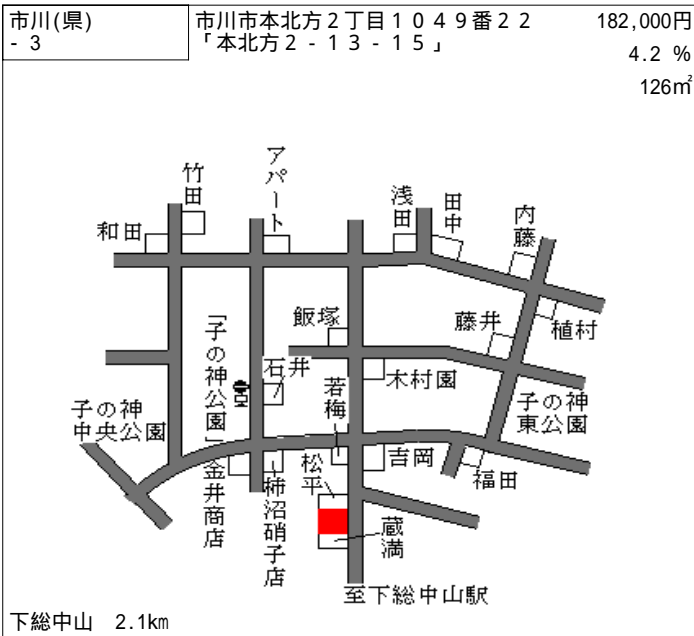 市川(県)
- 3
市川市本北方２丁目１０４９番２２
「本北方２-１３-１５」
182,000円
4.2 %
126㎡
アパート
竹田
和田
浅田
田中
内藤
飯塚
藤井
植村
「子の神公園」
石井
若梅
木村園
子の神
中央公園
子の神
東公園
金井商店
柿沼硝子店
松平
吉岡
福田
蔵満
至下総中山駅
下総中山　2.1km